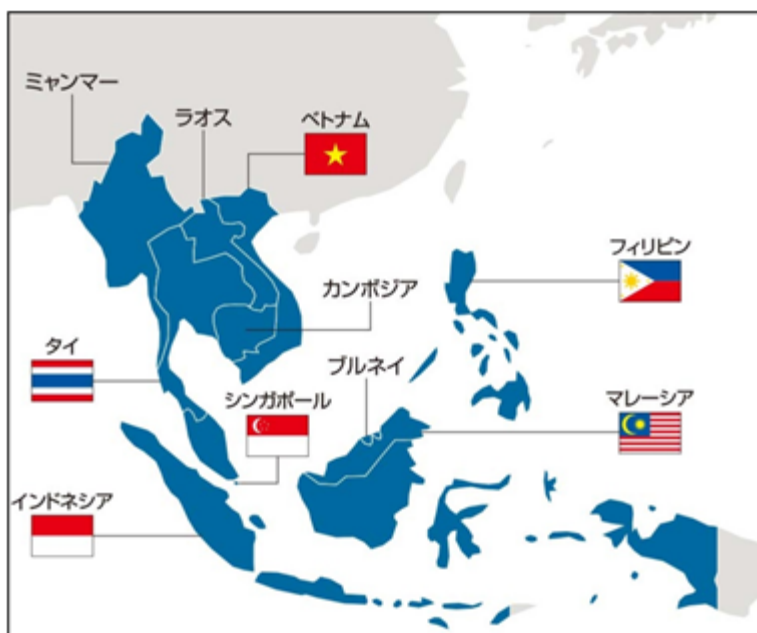 ミャンマー
ラオス
ベトナム
フィリピン
カンボジア
タイ
ブルネイ
シンガポール
マレーシア
インドネシア